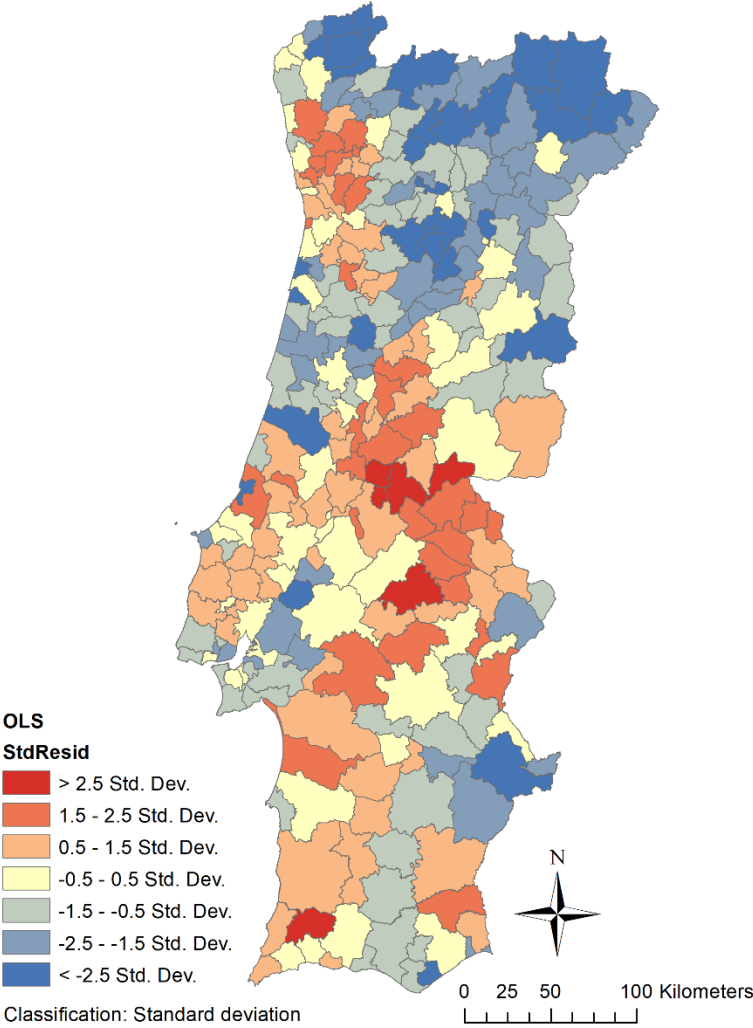 OLS
StdResid
> 2.5 Std. Dev.
1.5 - 2.5 Std. Dev.
0.5 - 1.5 Std. Dev.
-0.5 - 0.5 Std. Dev.
-1.5 - -0.5 Std. Dev.
-2.5 - -1.5 Std. Dev.
< -2.5 Std. Dev.
Classification: Standard deviation
N
0 25 50 100 Kilometers